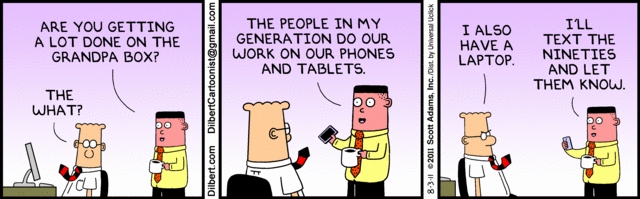 ARE YOU GETTING
A LOT DONE ON THE
GRANDPA BOX?
THE
WHAT?
Dilbert.com DilbertCartoonist@gmail.com
THE PEOPLE IN MY
GENERATION DO OUR
WORK ON OUR PHONES
AND TABLETS.
8-3-11 ©2011 Scott Adams, Inc./Dist. by Universal Uclick
I ALSO
HAVE A
LAPTOP.
I'LL
TEXT THE
NINETIES
AND LET
THEM KNOW.